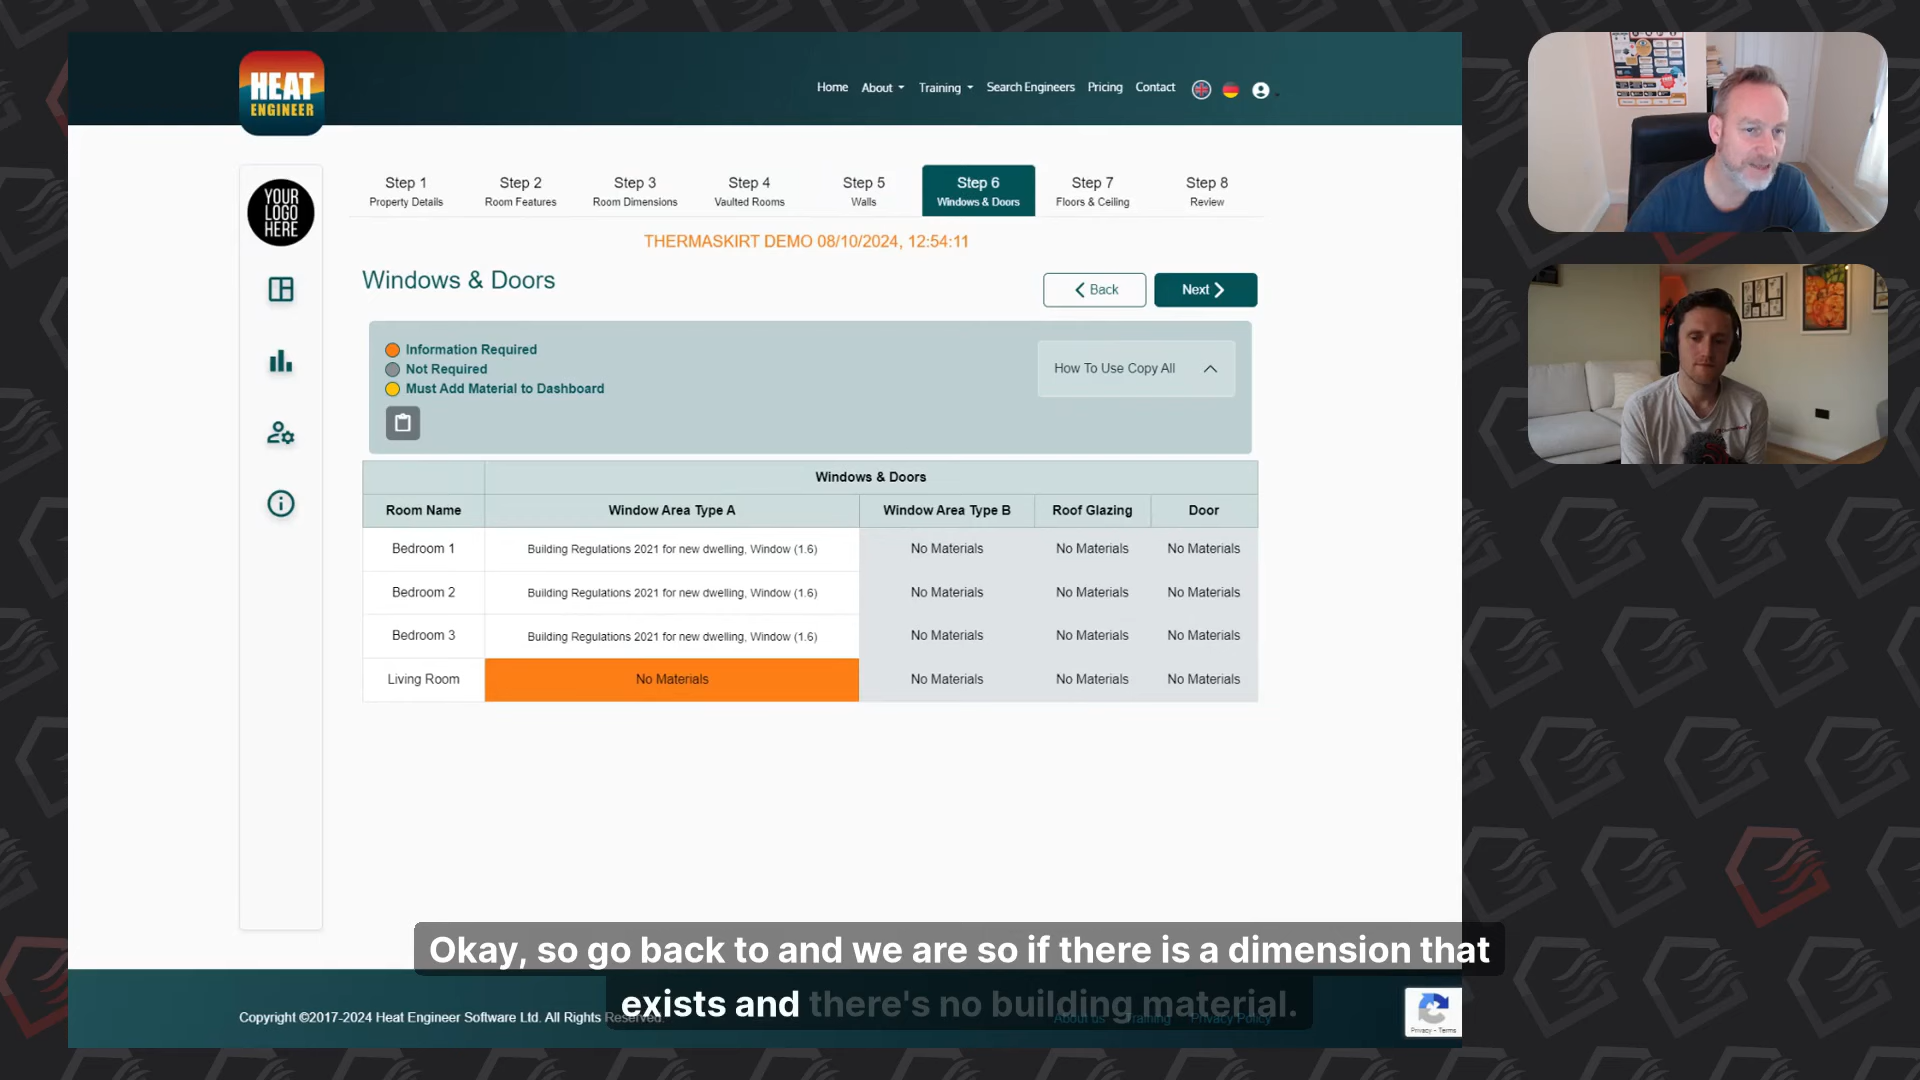 HEAT
ENGINEER
Home About Training Search Engineers Pricing Contact
YOUR
LOGO
HERE
Step 1
Property Details
Step 2
Room Features
Step 3
Room Dimensions
Step 4
Vaulted Rooms
Step 5
Walls
Step 6
Windows & Doors
Step 7
Floors & Ceiling
Step 8
Review
THERMASKIRT DEMO 08/10/2024, 12:54:11
Windows & Doors
Back
Next
Information Required
Not Required
Must Add Material to Dashboard
How To Use Copy All
Windows & Doors
Room Name Window Area Type A Window Area Type B Roof Glazing Door
Bedroom 1 Building Regulations 2021 for new dwelling, Window (1.6) No Materials No Materials No Materials
Bedroom 2 Building Regulations 2021 for new dwelling, Window (1.6) No Materials No Materials No Materials
Bedroom 3 Building Regulations 2021 for new dwelling, Window (1.6) No Materials No Materials No Materials
Living Room No Materials No Materials No Materials No Materials
Okay, so go back to and we are so if there is a dimension that
exists and there's no building material.
Copyright ©2017-2024 Heat Engineer Software Ltd. All Rights Reserved.
About us Training Privacy Policy
Privacy - Terms